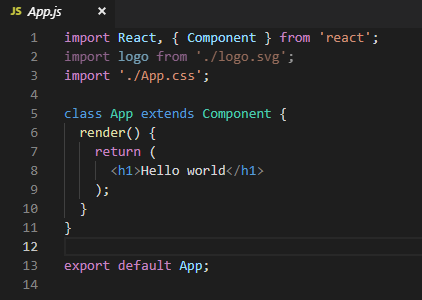 JS App.js ×
1 import React, { Component } from 'react';
2 import logo from './logo.svg';
3 import './App.css';
4
5 class App extends Component {
6   render() {
7     return (
8       <h1>Hello world</h1>
9     );
10   }
11 }
12
13 export default App;
14